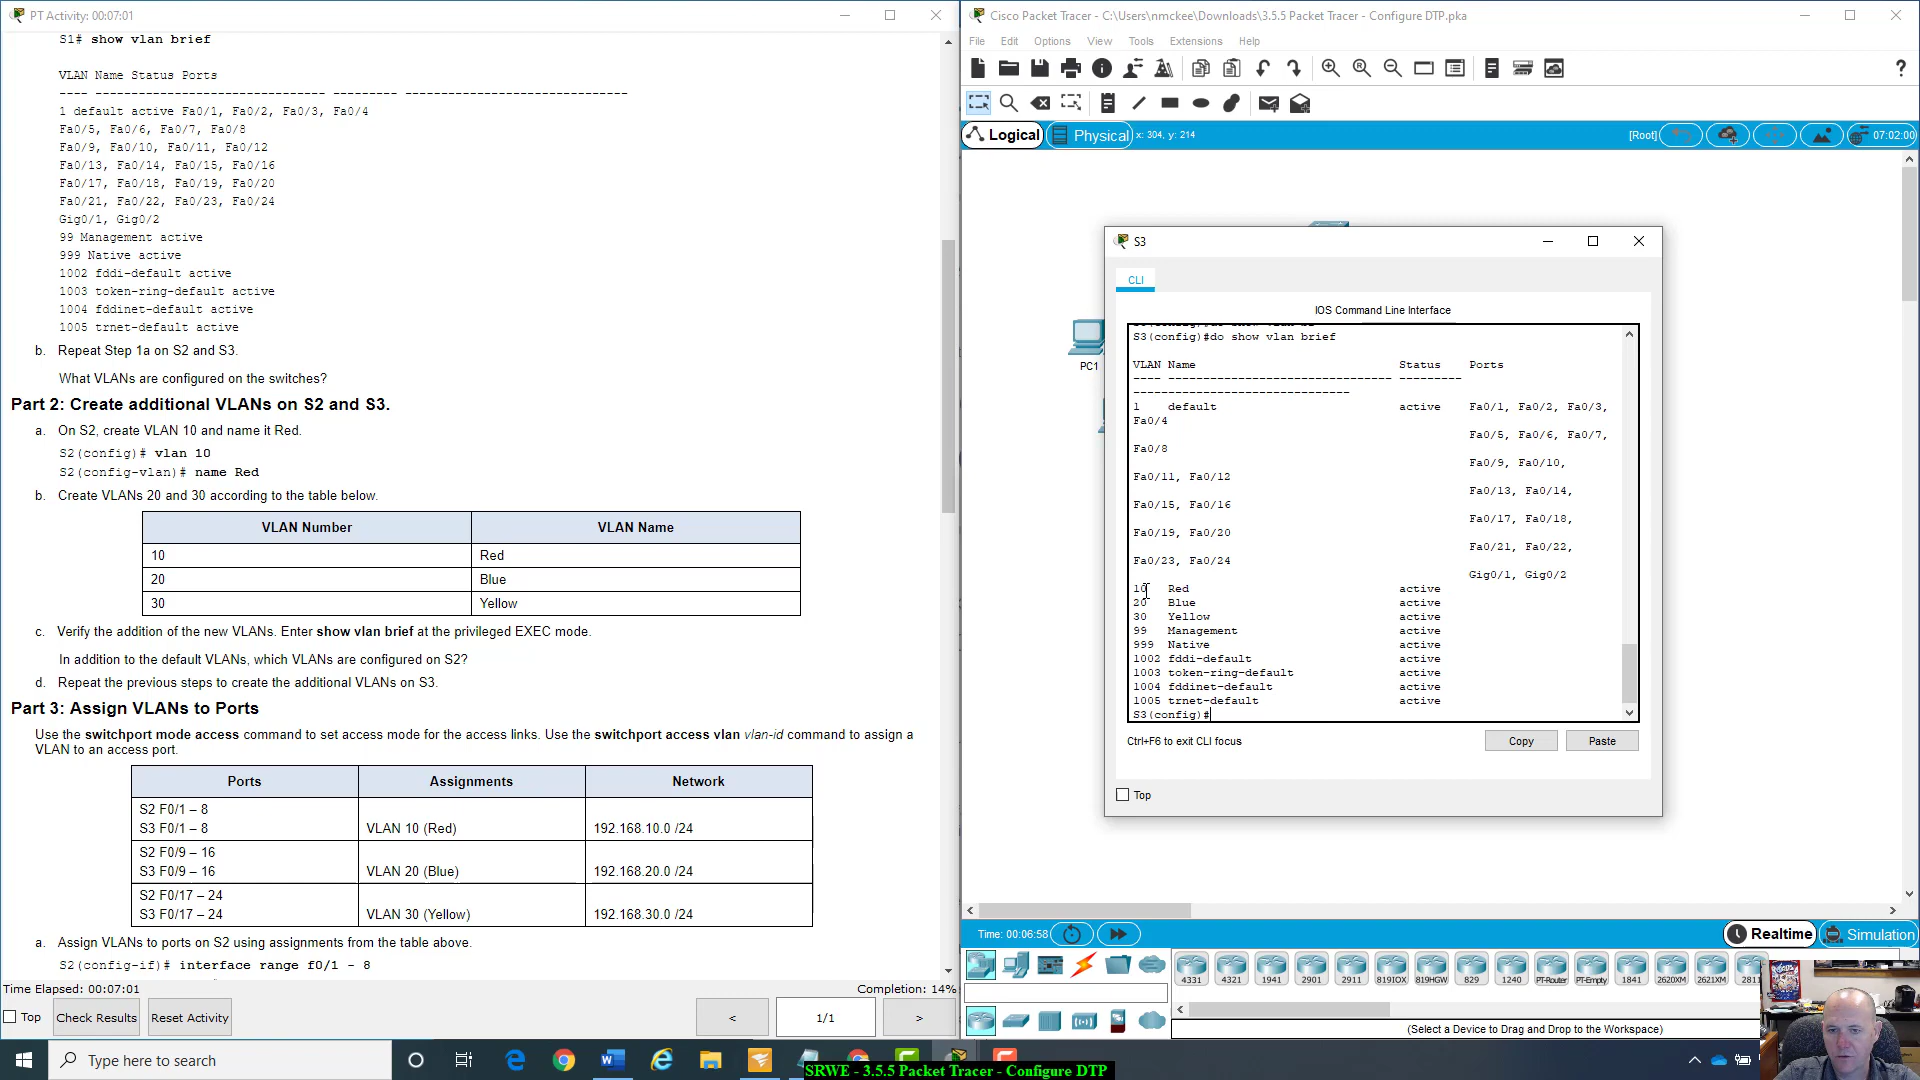 PT Activity: 00:07:01
S1# show vlan brief
VLAN Name Status Ports
---- -------------------------------- --------- -------------------------------
1 default active Fa0/1, Fa0/2, Fa0/3, Fa0/4
Fa0/5, Fa0/6, Fa0/7, Fa0/8
Fa0/9, Fa0/10, Fa0/11, Fa0/12
Fa0/13, Fa0/14, Fa0/15, Fa0/16
Fa0/17, Fa0/18, Fa0/19, Fa0/20
Fa0/21, Fa0/22, Fa0/23, Fa0/24
Gig0/1, Gig0/2
99 Management active
999 Native active
1002 fddi-default active
1003 token-ring-default active
1004 fddinet-default active
1005 trnet-default active
b. Repeat Step 1a on S2 and S3.
What VLANs are configured on the switches?
Part 2: Create additional VLANs on S2 and S3.
a. On S2, create VLAN 10 and name it Red.
S2(config)# vlan 10
S2(config-vlan)# name Red
b. Create VLANs 20 and 30 according to the table below.
VLAN Number VLAN Name
10 Red
20 Blue
30 Yellow
c. Verify the addition of the new VLANs. Enter show vlan brief at the privileged EXEC mode.
In addition to the default VLANs, which VLANs are configured on S2?
d. Repeat the previous steps to create the additional VLANs on S3.
Part 3: Assign VLANs to Ports
Use the switchport mode access command to set access mode for the access links. Use the switchport access vlan vlan-id command to assign a
VLAN to an access port.
Ports Assignments Network
S2 F0/1 – 8
S3 F0/1 – 8 VLAN 10 (Red) 192.168.10.0 /24
S2 F0/9 – 16
S3 F0/9 – 16 VLAN 20 (Blue) 192.168.20.0 /24
S2 F0/17 – 24
S3 F0/17 – 24 VLAN 30 (Yellow) 192.168.30.0 /24
a. Assign VLANs to ports on S2 using assignments from the table above.
S2(config-if)# interface range f0/1 - 8
Time Elapsed: 00:07:01 Completion: 14%
Top Check Results Reset Activity < 1/1 >
Cisco Packet Tracer - C:\Users\nmckee\Downloads\3.5.5 Packet Tracer - Configure DTP.pka
File Edit Options View Tools Extensions Help
?
Logical Physical x: 304, y: 214 [Root] 07:02:00
PC1
S3
CLI
IOS Command Line Interface
S3(config)#do show vlan brief
VLAN Name Status Ports
---- -------------------------------- ---------
-------------------------------
1 default active Fa0/1, Fa0/2, Fa0/3,
Fa0/4
Fa0/5, Fa0/6, Fa0/7,
Fa0/8
Fa0/9, Fa0/10,
Fa0/11, Fa0/12
Fa0/13, Fa0/14,
Fa0/15, Fa0/16
Fa0/17, Fa0/18,
Fa0/19, Fa0/20
Fa0/21, Fa0/22,
Fa0/23, Fa0/24
Gig0/1, Gig0/2
10 Red active
20 Blue active
30 Yellow active
99 Management active
999 Native active
1002 fddi-default active
1003 token-ring-default active
1004 fddinet-default active
1005 trnet-default active
S3(config)#
Ctrl+F6 to exit CLI focus Copy Paste
Top
Time: 00:06:58 Realtime Simulation
4331 4321 1941 2901 2911 819IOX 819HGW 829 1240 PT-Router PT-Empty 1841 2620XM 2621XM 2811
(Select a Device to Drag and Drop to the Workspace)
Type here to search
SRWE - 3.5.5 Packet Tracer - Configure DTP